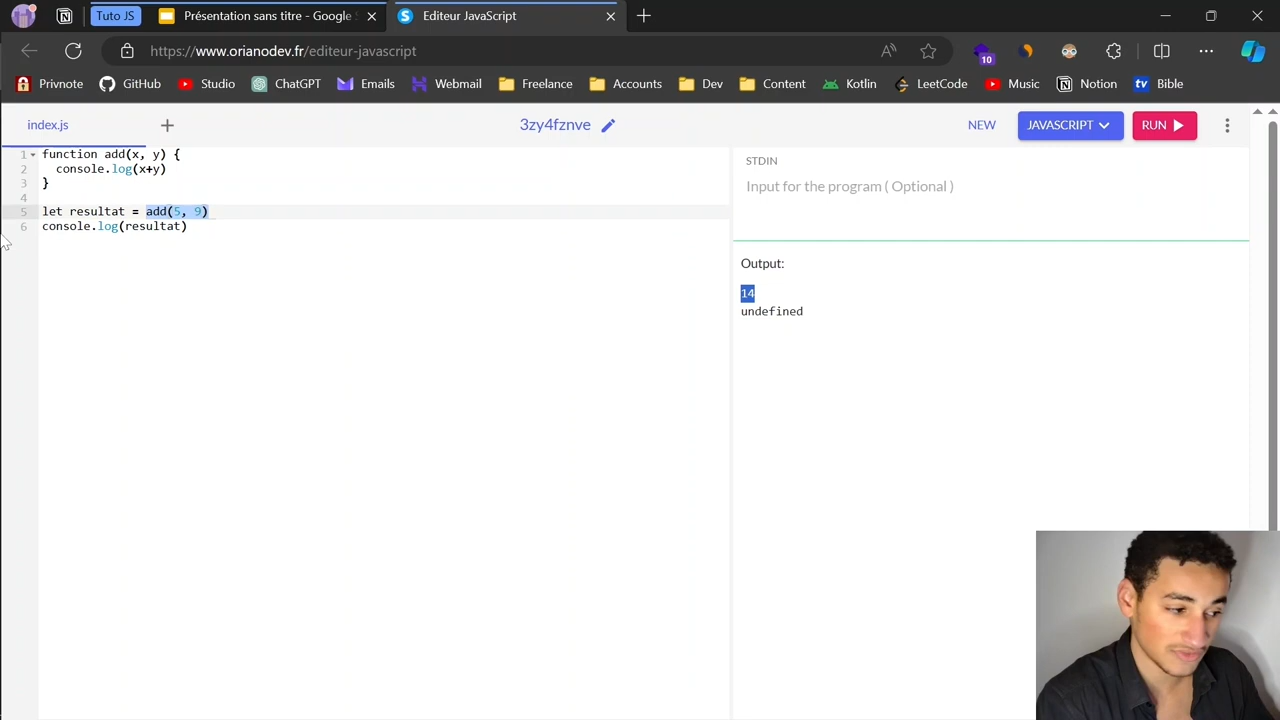 Tuto JS
Présentation sans titre - Google S
Editeur JavaScript
https://www.orianodev.fr/editeur-javascript
10
Privnote
GitHub
Studio
ChatGPT
Emails
Webmail
Freelance
Accounts
Dev
Content
Kotlin
LeetCode
Music
Notion
tv Bible
index.js
3zy4fznve
NEW
JAVASCRIPT
RUN
1 function add(x, y) {
2 console.log(x+y)
3 }
4
5 let resultat = add(5, 9)
6 console.log(resultat)
STDIN
Input for the program ( Optional )
Output:
14
undefined